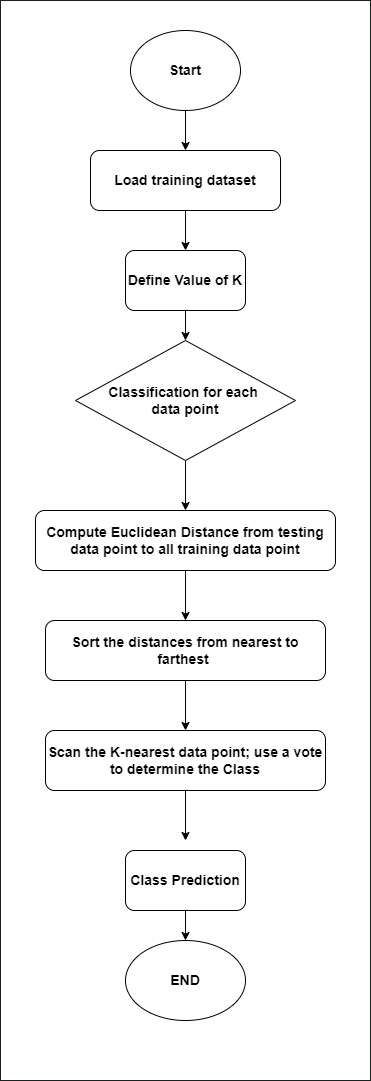 Start
Load training dataset
Define Value of K
Classification for each
data point
Compute Euclidean Distance from testing
data point to all training data point
Sort the distances from nearest to
farthest
Scan the K-nearest data point; use a vote
to determine the Class
Class Prediction
END